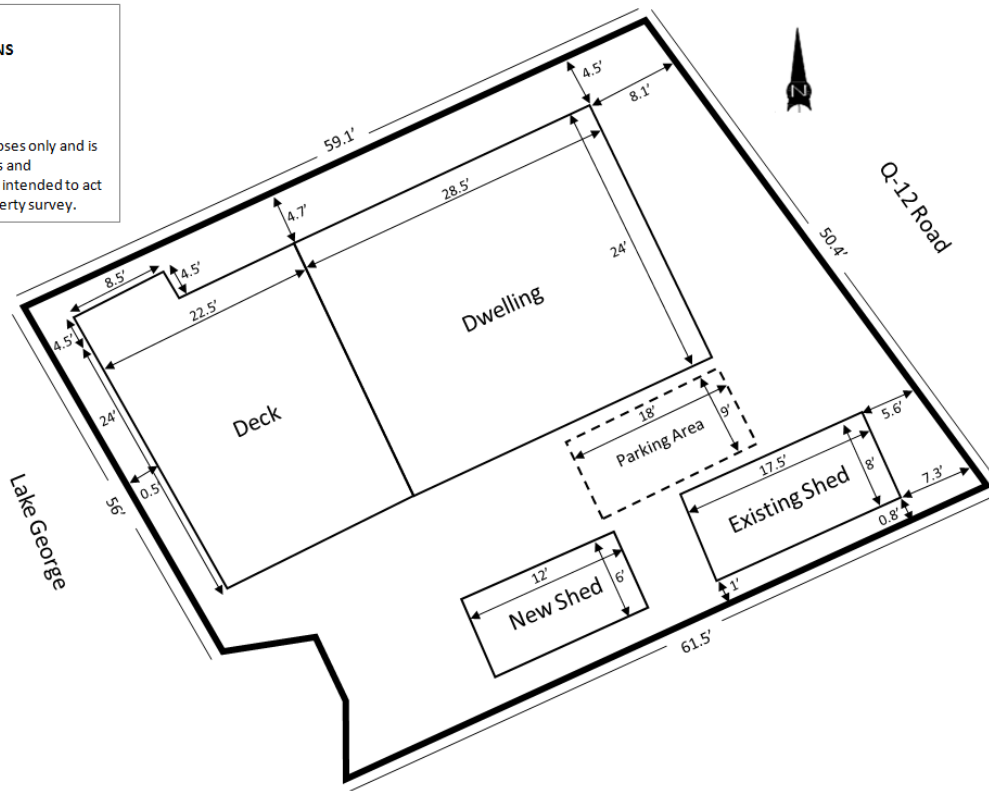 NS
oses only and is
s and
intended to act
erty survey.
N
59.1'
4.5'
8.1'
4.7'
28.5'
24'
Q-12 Road
50.4'
8.5'
4.5'
22.5'
4.5'
Dwelling
24'
Deck
0.5'
56'
Lake George
18'
9'
Parking Area
5.6'
17.5'
8'
Existing Shed
7.3'
0.8'
1'
12'
6'
New Shed
61.5'